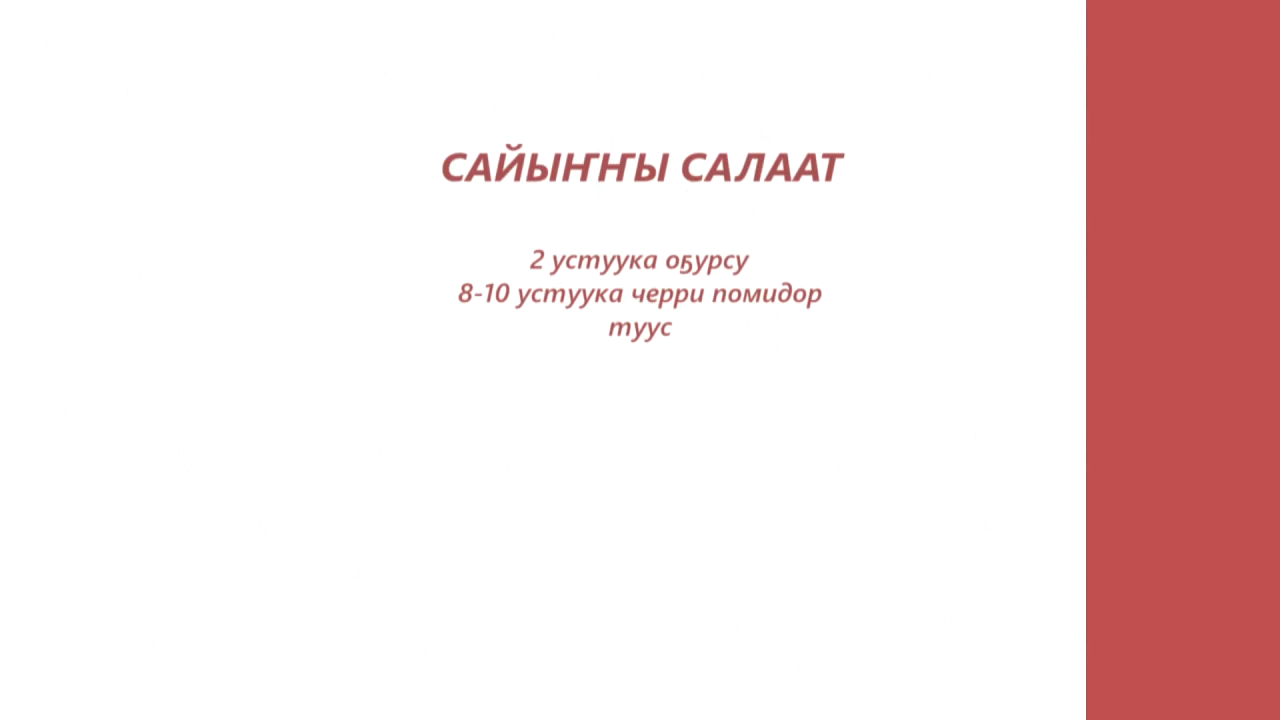 САЙЫҤҤЫ САЛААТ
2 устуука оҕурсу
8-10 устуука черри помидор
туус